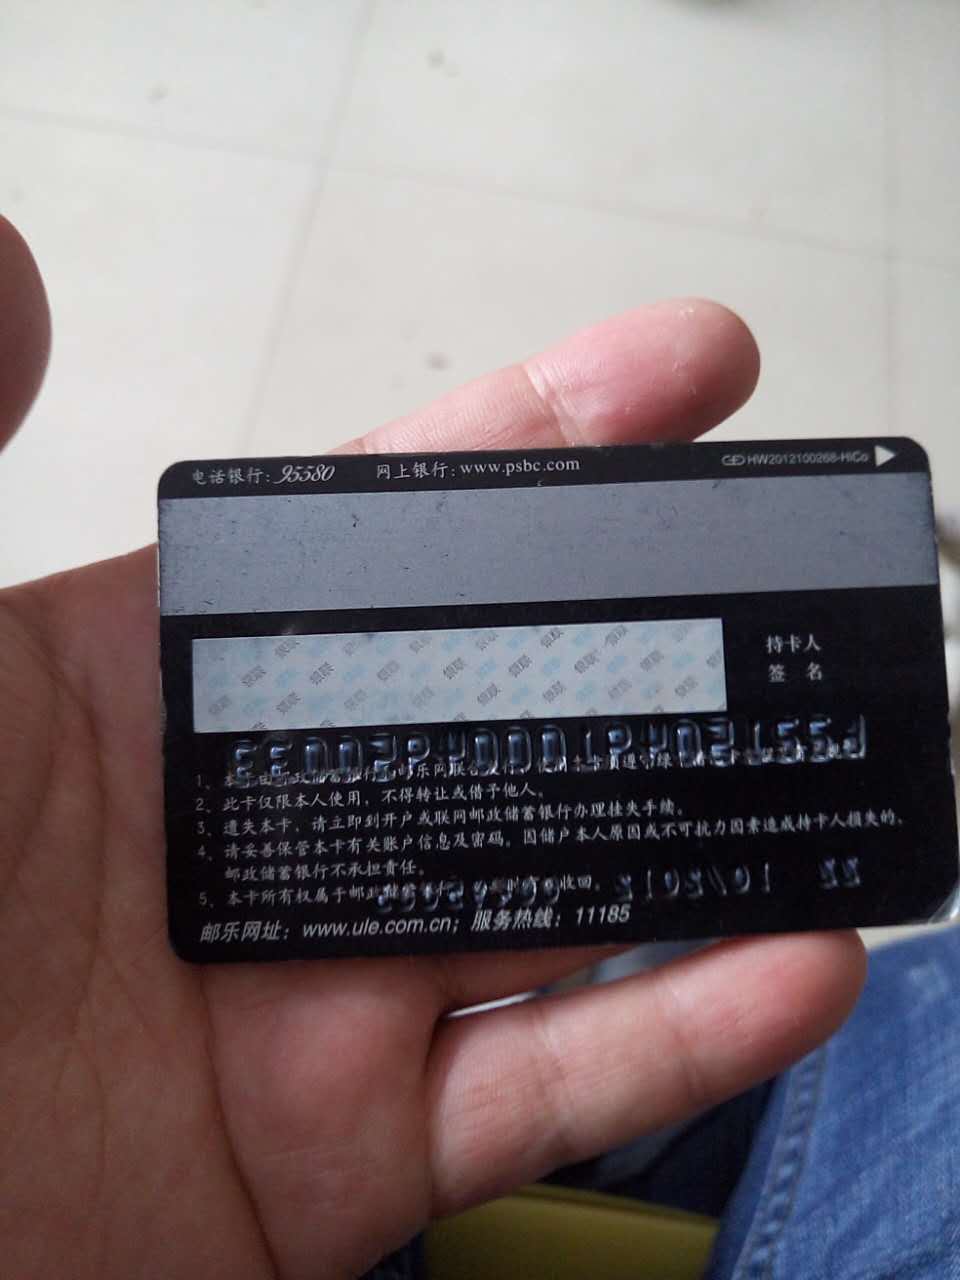 电话银行：95580 网上银行：www.psbc.com HW2012100268-HiCo
持卡人
签 名
2、此卡仅限本人使用，不得转让或借予他人。
3、遗失本卡，请立即到开户或联网邮政储蓄银行办理挂失手续。
4、请妥善保管本卡有关账户信息及密码。因储户本人原因或不可抗力因素造成持卡人损失的，
邮政储蓄银行不承担责任。
5、本卡所有权属于邮政 收回。
邮乐网址：www.ule.com.cn；服务热线：11185